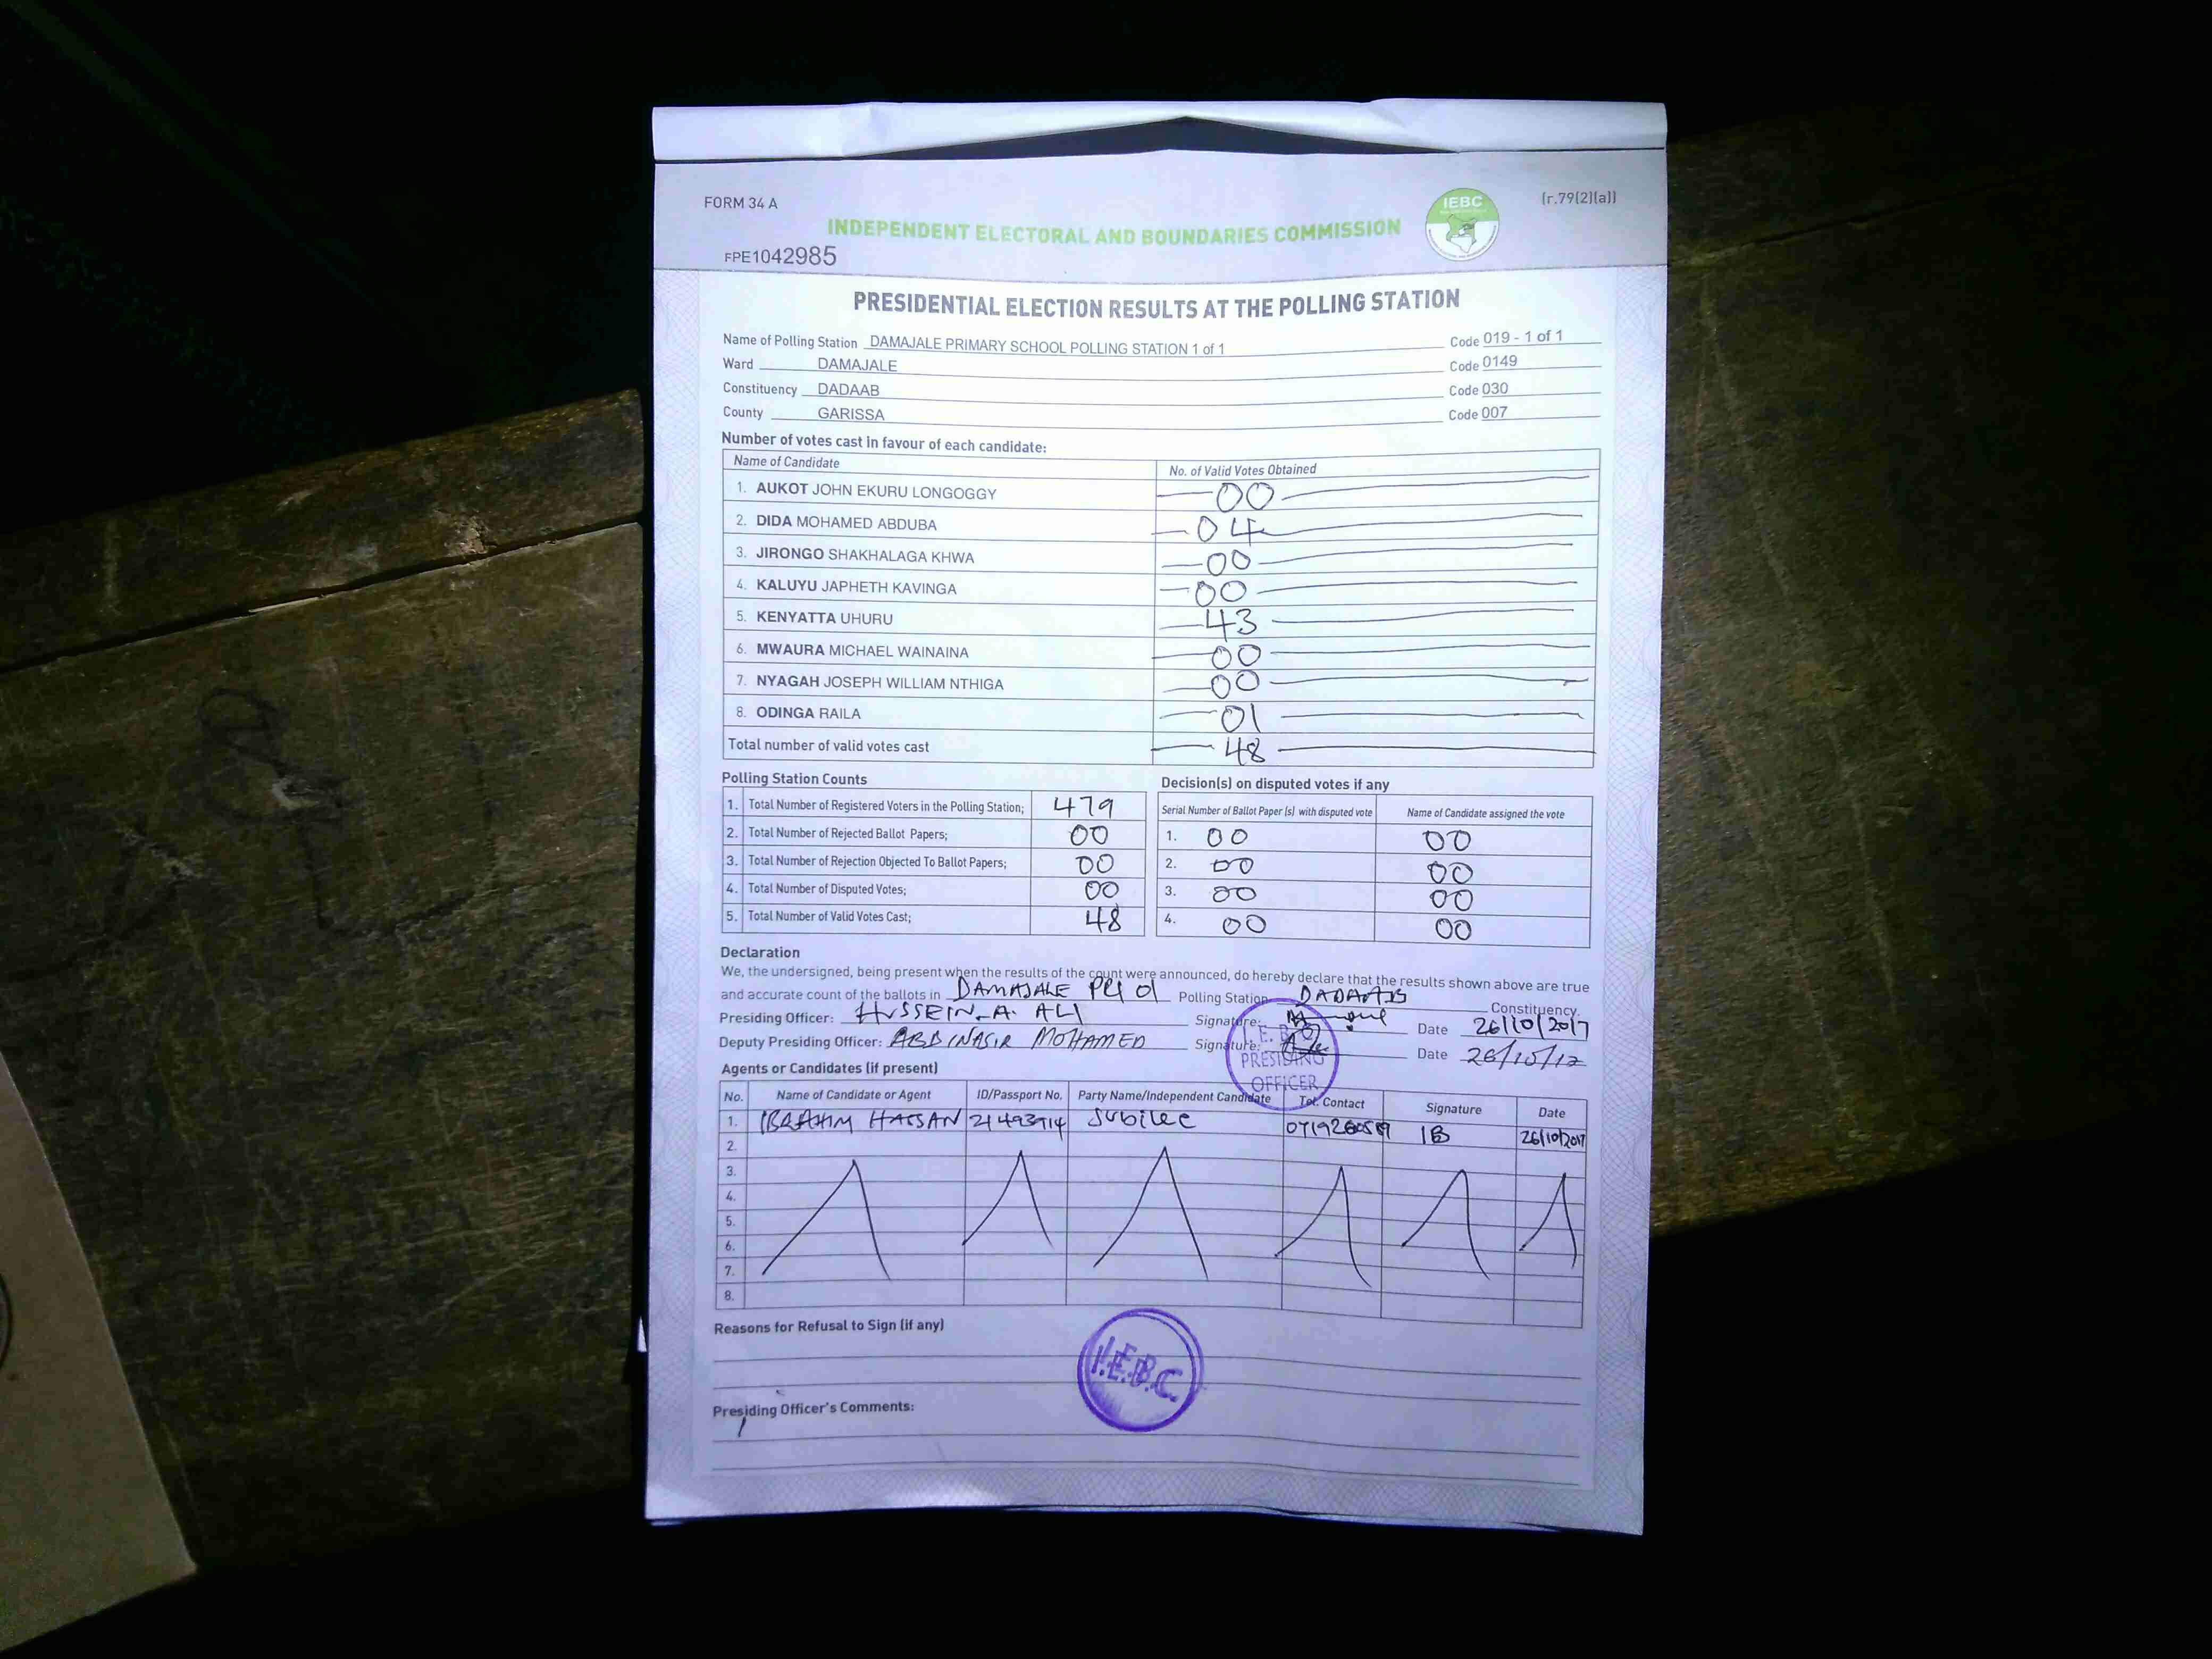 FORM 34 A
(r.79(2)(a))
IEBC
INDEPENDENT ELECTORAL AND BOUNDARIES COMMISSION
FPE1042985
PRESIDENTIAL ELECTION RESULTS AT THE POLLING STATION
Name of Polling Station DAMAJALE PRIMARY SCHOOL POLLING STATION 1 of 1 Code 019 - 1 of 1
Ward DAMAJALE Code 0149
Constituency DADAAB Code 030
County GARISSA Code 007
Number of votes cast in favour of each candidate:
Name of Candidate No. of Valid Votes Obtained
1. AUKOT JOHN EKURU LONGOGGY 00
2. DIDA MOHAMED ABDUBA 04
3. JIRONGO SHAKHALAGA KHWA 00
4. KALUYU JAPHETH KAVINGA 00
5. KENYATTA UHURU 43
6. MWAURA MICHAEL WAINAINA 00
7. NYAGAH JOSEPH WILLIAM NTHIGA 00
8. ODINGA RAILA 01
Total number of valid votes cast 48
Polling Station Counts Decision(s) on disputed votes if any
Serial Number of Ballot Paper (s) with disputed vote Name of Candidate assigned the vote
1. Total Number of Registered Voters in the Polling Station; 479
2. Total Number of Rejected Ballot Papers; 00
3. Total Number of Rejection Objected To Ballot Papers; 00
4. Total Number of Disputed Votes; 00
5. Total Number of Valid Votes Cast; 48
1. 00 00
2. 00 00
3. 00 00
4. 00 00
Declaration
We, the undersigned, being present when the results of the count were announced, do hereby declare that the results shown above are true
and accurate count of the ballots in DAMAJALE PRI 01 Polling Station DADAAB Constituency.
Presiding Officer: HUSSEIN A. ALI Signature: Date 26/10/2017
Deputy Presiding Officer: ABDINASIR MOHAMED Signature: Date 26/10/17
I.E.B.C
PRESIDING
OFFICER
Agents or Candidates (if present)
No. Name of Candidate or Agent ID/Passport No. Party Name/Independent Candidate Tel. Contact Signature Date
1. IBRAHIM HASSAN 21493914 Jubilee IB 26/10/2017
2.
3.
4.
5.
6.
7.
8.
Reasons for Refusal to Sign (if any)
I.E.B.C
Presiding Officer's Comments: